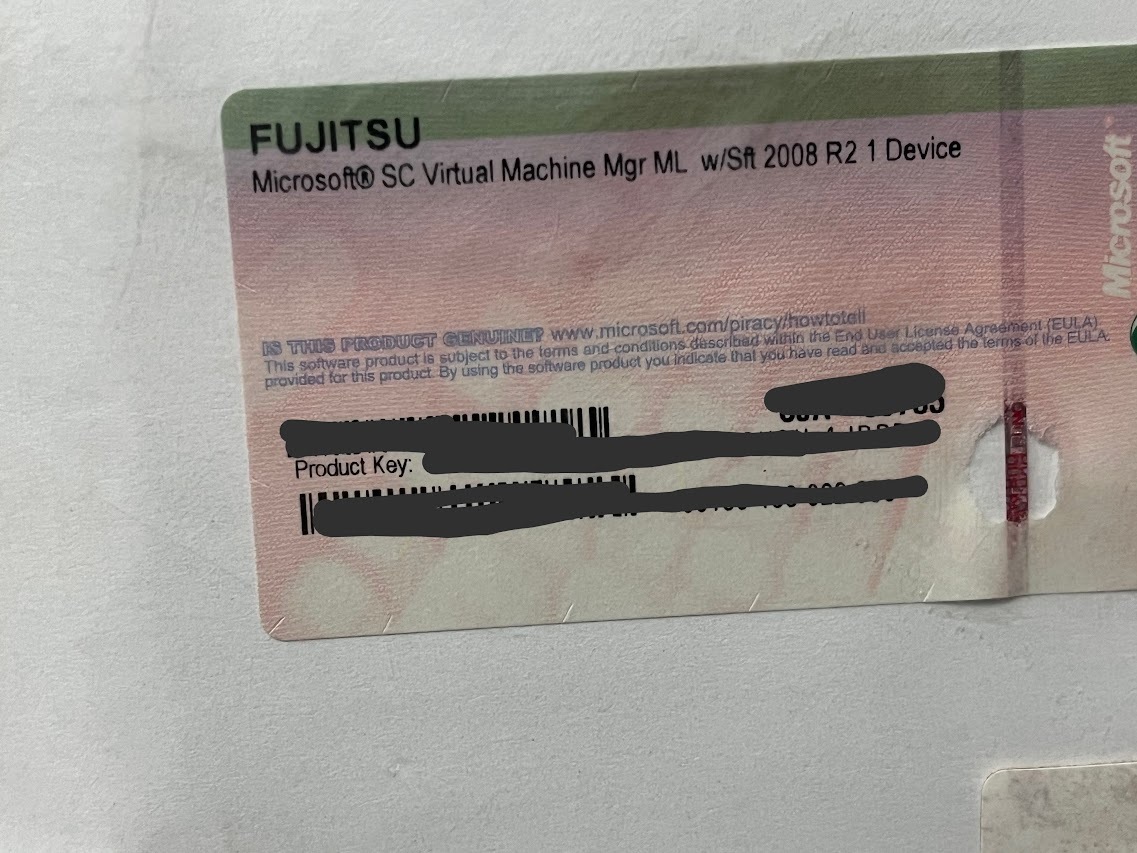 FUJITSU
Microsoft® SC Virtual Machine Mgr ML w/Sft 2008 R2 1 Device
Microsoft
IS THIS PRODUCT GENUINE? www.microsoft.com/piracy/howtotell
This software product is subject to the terms and conditions described within the End User License Agreement (EULA)
provided for this product. By using the software product you indicate that you have read and accepted the terms of the EULA.
Product Key: